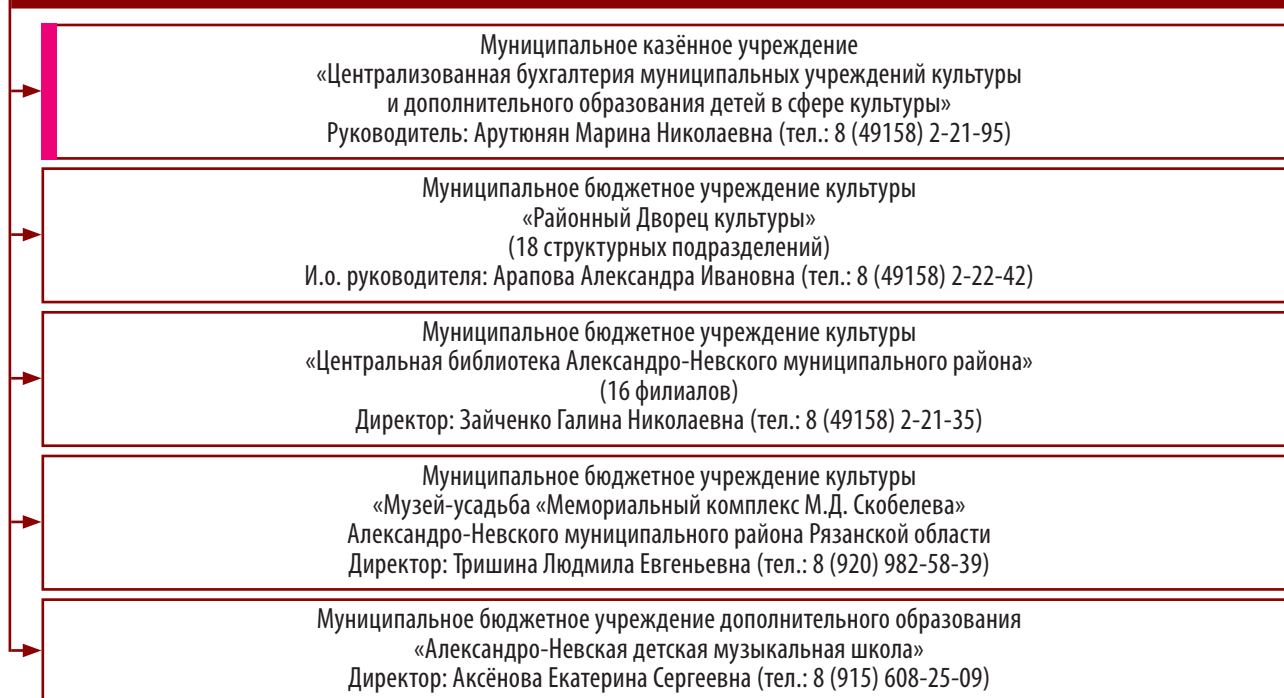 Муниципальное казённое учреждение
«Централизованная бухгалтерия муниципальных учреждений культуры
и дополнительного образования детей в сфере культуры»
Руководитель: Арутюнян Марина Николаевна (тел.: 8 (49158) 2-21-95)
Муниципальное бюджетное учреждение культуры
«Районный Дворец культуры»
(18 структурных подразделений)
И.о. руководителя: Арапова Александра Ивановна (тел.: 8 (49158) 2-22-42)
Муниципальное бюджетное учреждение культуры
«Центральная библиотека Александро-Невского муниципального района»
(16 филиалов)
Директор: Зайченко Галина Николаевна (тел.: 8 (49158) 2-21-35)
Муниципальное бюджетное учреждение культуры
«Музей-усадьба «Мемориальный комплекс М.Д. Скобелева»
Александро-Невского муниципального района Рязанской области
Директор: Тришина Людмила Евгеньевна (тел.: 8 (920) 982-58-39)
Муниципальное бюджетное учреждение дополнительного образования
«Александро-Невская детская музыкальная школа»
Директор: Аксёнова Екатерина Сергеевна (тел.: 8 (915) 608-25-09)